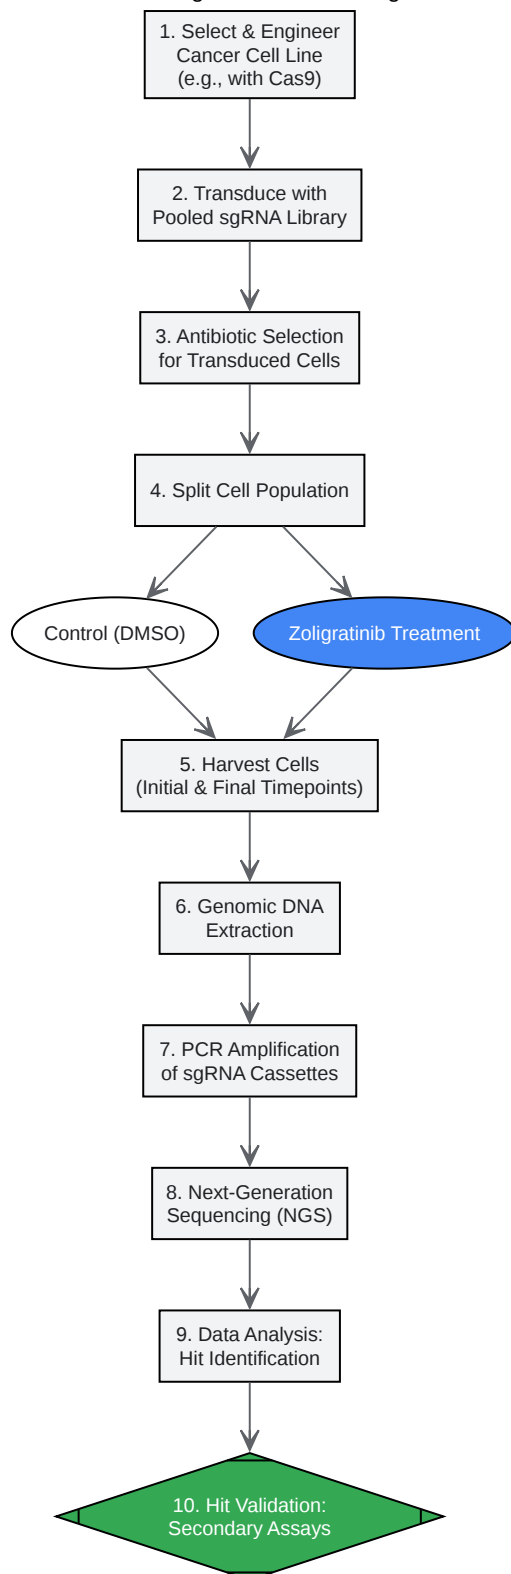 1. Select & Engineer
Cancer Cell Line
(e.g., with Cas9)
2. Transduce with
Pooled sgRNA Library
3. Antibiotic Selection
for Transduced Cells
4. Split Cell Population
Control (DMSO)
Zoligratinib Treatment
5. Harvest Cells
(Initial & Final Timepoints)
6. Genomic DNA
Extraction
7. PCR Amplification
of sgRNA Cassettes
8. Next-Generation
Sequencing (NGS)
9. Data Analysis:
Hit Identification
10. Hit Validation:
Secondary Assays